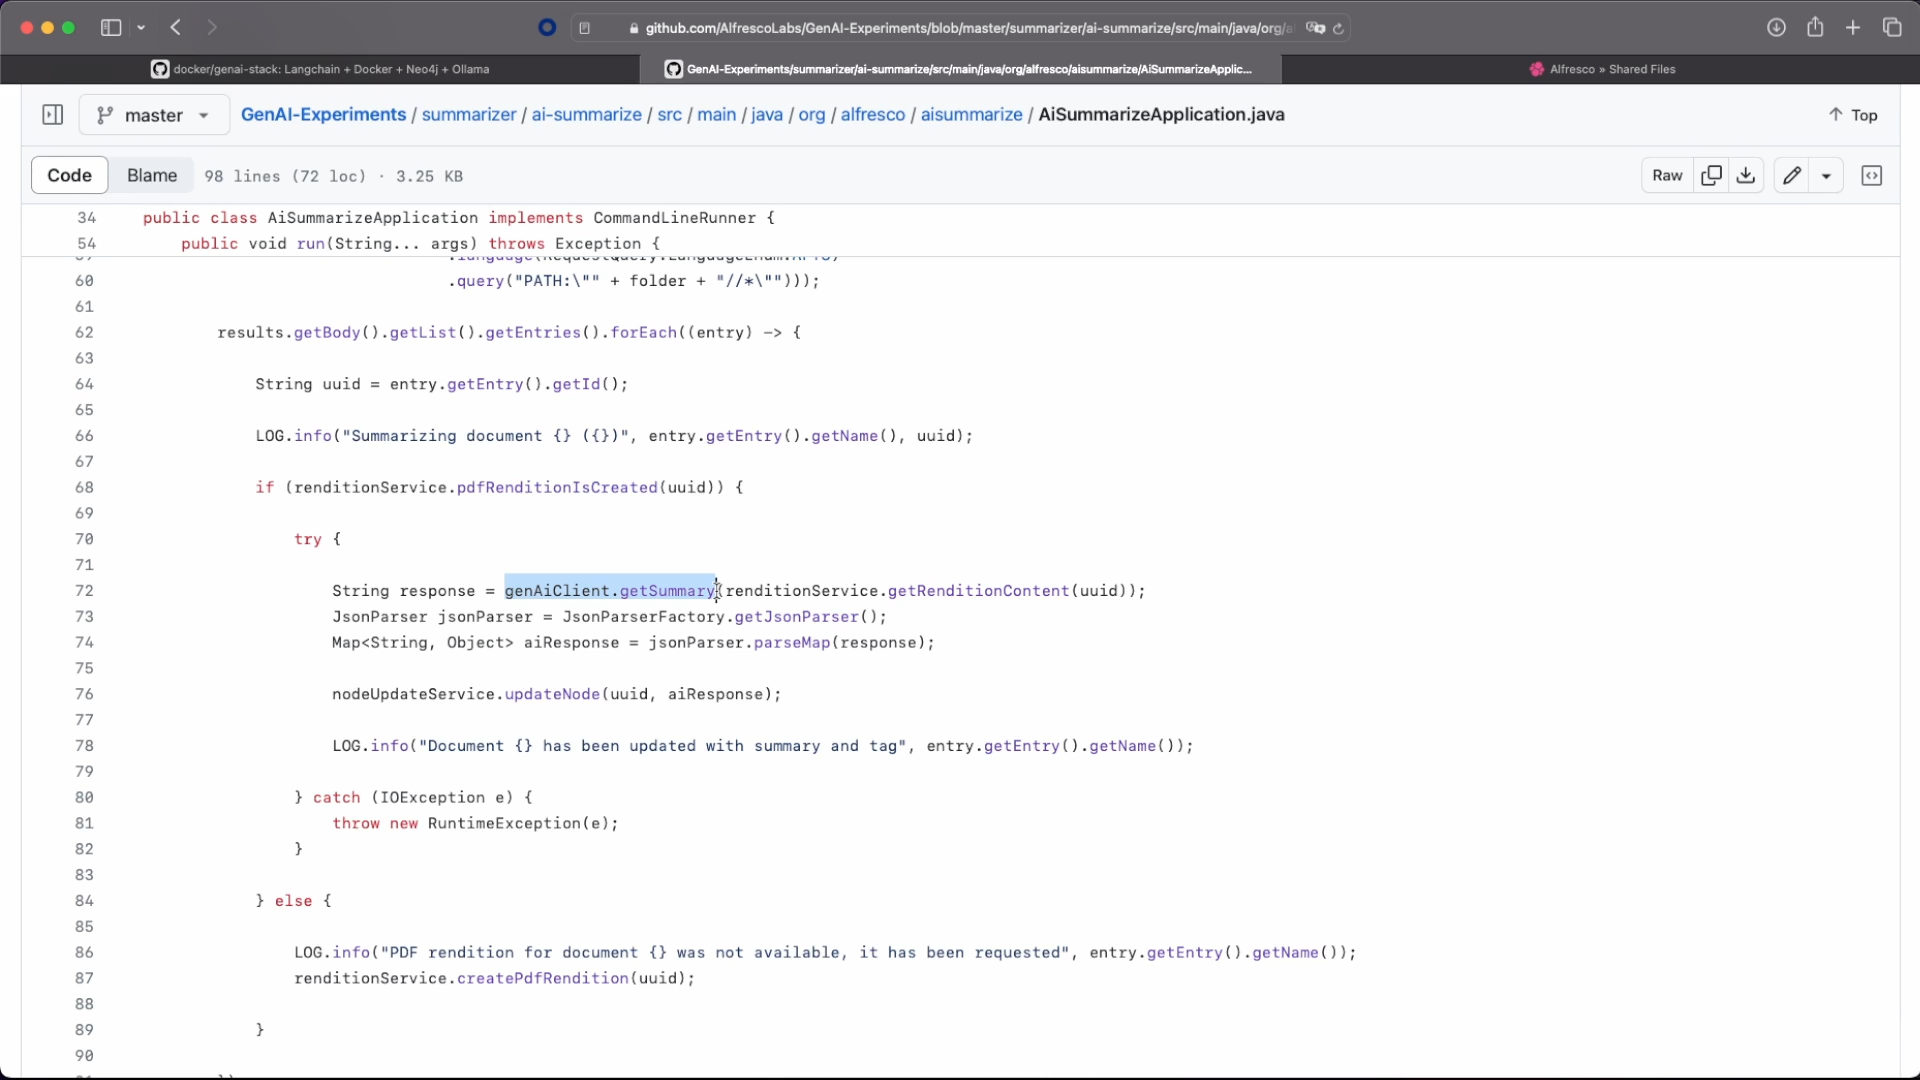 github.com/AlfrescoLabs/GenAI-Experiments/blob/master/summarizer/ai-summarize/src/main/java/org/a
docker/genai-stack: Langchain + Docker + Neo4j + Ollama
GenAI-Experiments/summarizer/ai-summarize/src/main/java/org/alfresco/aisummarize/AiSummarizeApplic...
Alfresco » Shared Files
master
GenAI-Experiments / summarizer / ai-summarize / src / main / java / org / alfresco / aisummarize / AiSummarizeApplication.java
Top
Code
Blame
98 lines (72 loc) · 3.25 KB
Raw
34 public class AiSummarizeApplication implements CommandLineRunner {
54 public void run(String... args) throws Exception {
60 .query("PATH:\"" + folder + "//*\"")));
61
62 results.getBody().getList().getEntries().forEach((entry) -> {
63
64 String uuid = entry.getEntry().getId();
65
66 LOG.info("Summarizing document {} ({})", entry.getEntry().getName(), uuid);
67
68 if (renditionService.pdfRenditionIsCreated(uuid)) {
69
70 try {
71
72 String response = genAiClient.getSummary(renditionService.getRenditionContent(uuid));
73 JsonParser jsonParser = JsonParserFactory.getJsonParser();
74 Map<String, Object> aiResponse = jsonParser.parseMap(response);
75
76 nodeUpdateService.updateNode(uuid, aiResponse);
77
78 LOG.info("Document {} has been updated with summary and tag", entry.getEntry().getName());
79
80 } catch (IOException e) {
81 throw new RuntimeException(e);
82 }
83
84 } else {
85
86 LOG.info("PDF rendition for document {} was not available, it has been requested", entry.getEntry().getName());
87 renditionService.createPdfRendition(uuid);
88
89 }
90